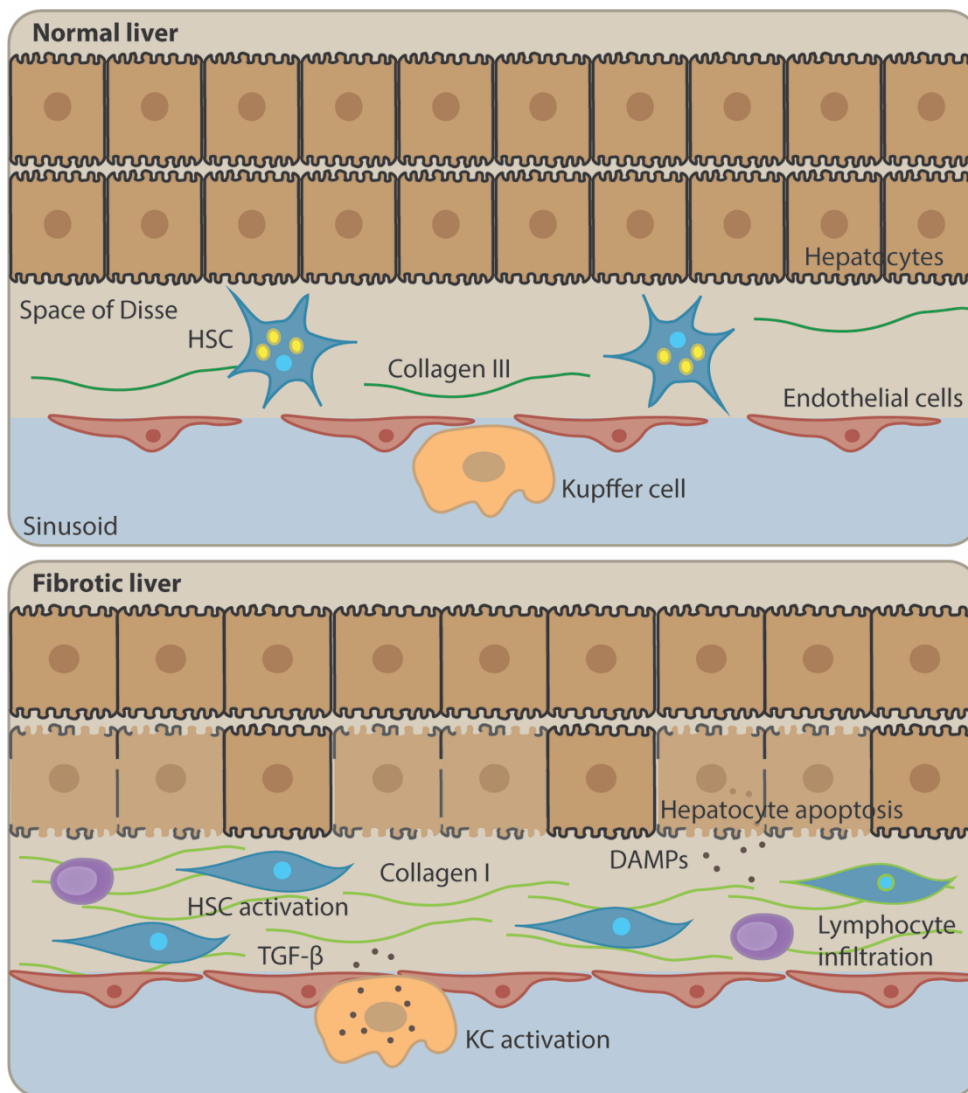 Normal liver
Hepatocytes
Space of Disse
HSC
Collagen III
Endothelial cells
Kupffer cell
Sinusoid
Fibrotic liver
Hepatocyte apoptosis
DAMPs
Collagen I
HSC activation
Lymphocyte
infiltration
TGF-β
KC activation